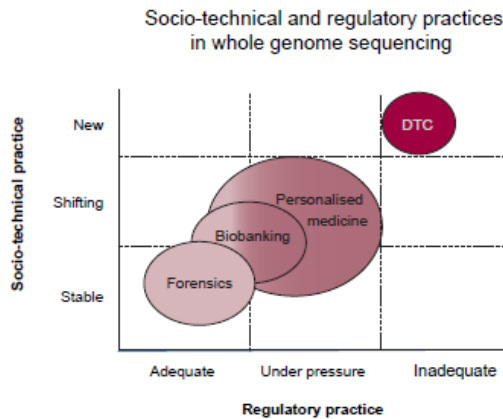 Socio-technical and regulatory practices
in whole genome sequencing
Socio-technical practice
New
Shifting
Stable
DTC
Personalised
medicine
Biobanking
Forensics
Adequate
Under pressure
Inadequate
Regulatory practice